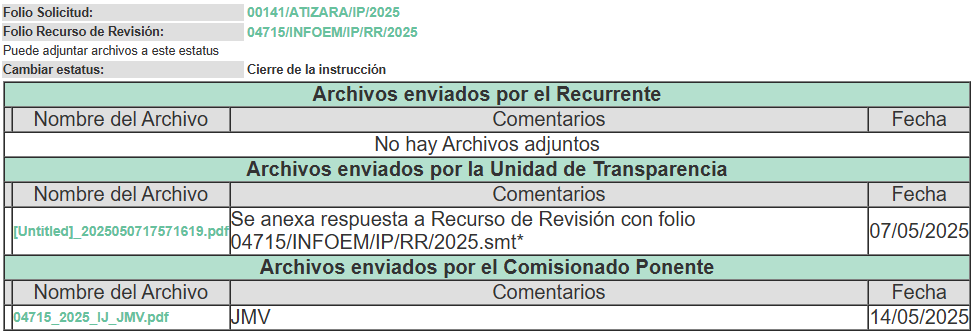 Folio Solicitud: 00141/ATIZARA/IP/2025
Folio Recurso de Revisión: 04715/INFOEM/IP/RR/2025
Puede adjuntar archivos a este estatus
Cambiar estatus: Cierre de la instrucción
Archivos enviados por el Recurrente
Nombre del Archivo Comentarios Fecha
No hay Archivos adjuntos
Archivos enviados por la Unidad de Transparencia
Nombre del Archivo Comentarios Fecha
[Untitled]_2025050717571619.pdf Se anexa respuesta a Recurso de Revisión con folio
04715/INFOEM/IP/RR/2025.smt* 07/05/2025
Archivos enviados por el Comisionado Ponente
Nombre del Archivo Comentarios Fecha
04715_2025_IJ_JMV.pdf JMV 14/05/2025